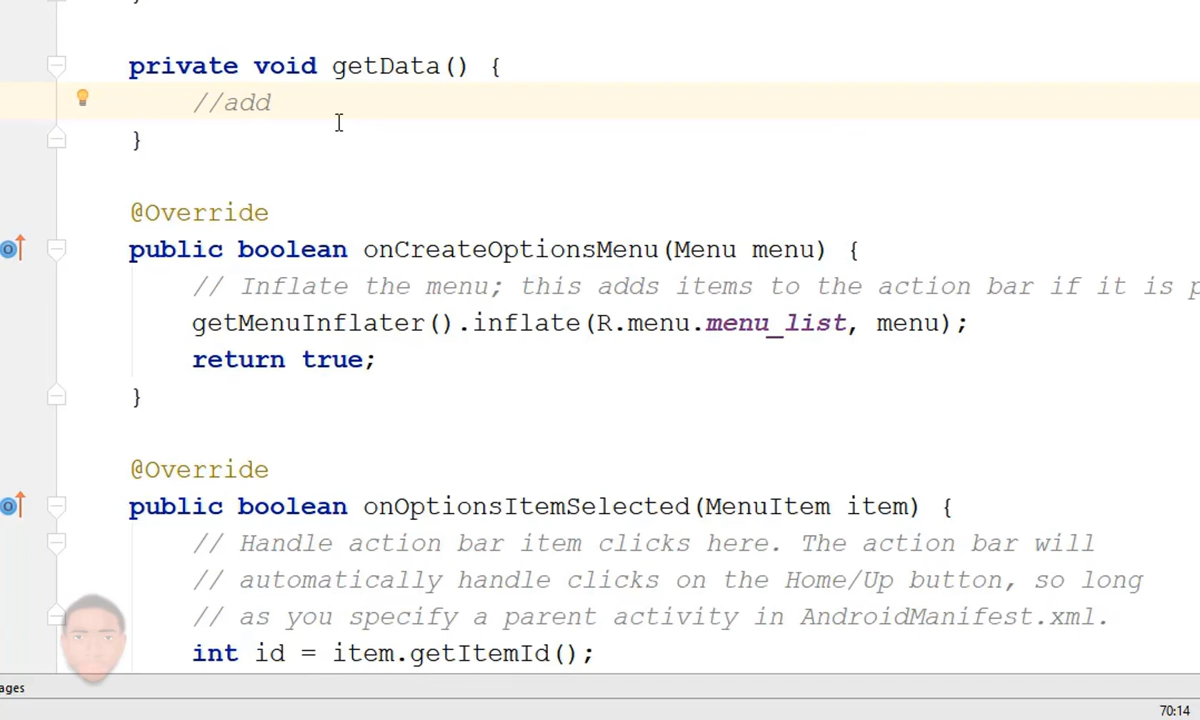 private void getData() {
//add
}
@Override
public boolean onCreateOptionsMenu(Menu menu) {
// Inflate the menu; this adds items to the action bar if it is p
getMenuInflater().inflate(R.menu.menu_list, menu);
return true;
}
@Override
public boolean onOptionsItemSelected(MenuItem item) {
// Handle action bar item clicks here. The action bar will
// automatically handle clicks on the Home/Up button, so long
// as you specify a parent activity in AndroidManifest.xml.
int id = item.getItemId();
ages
70:14